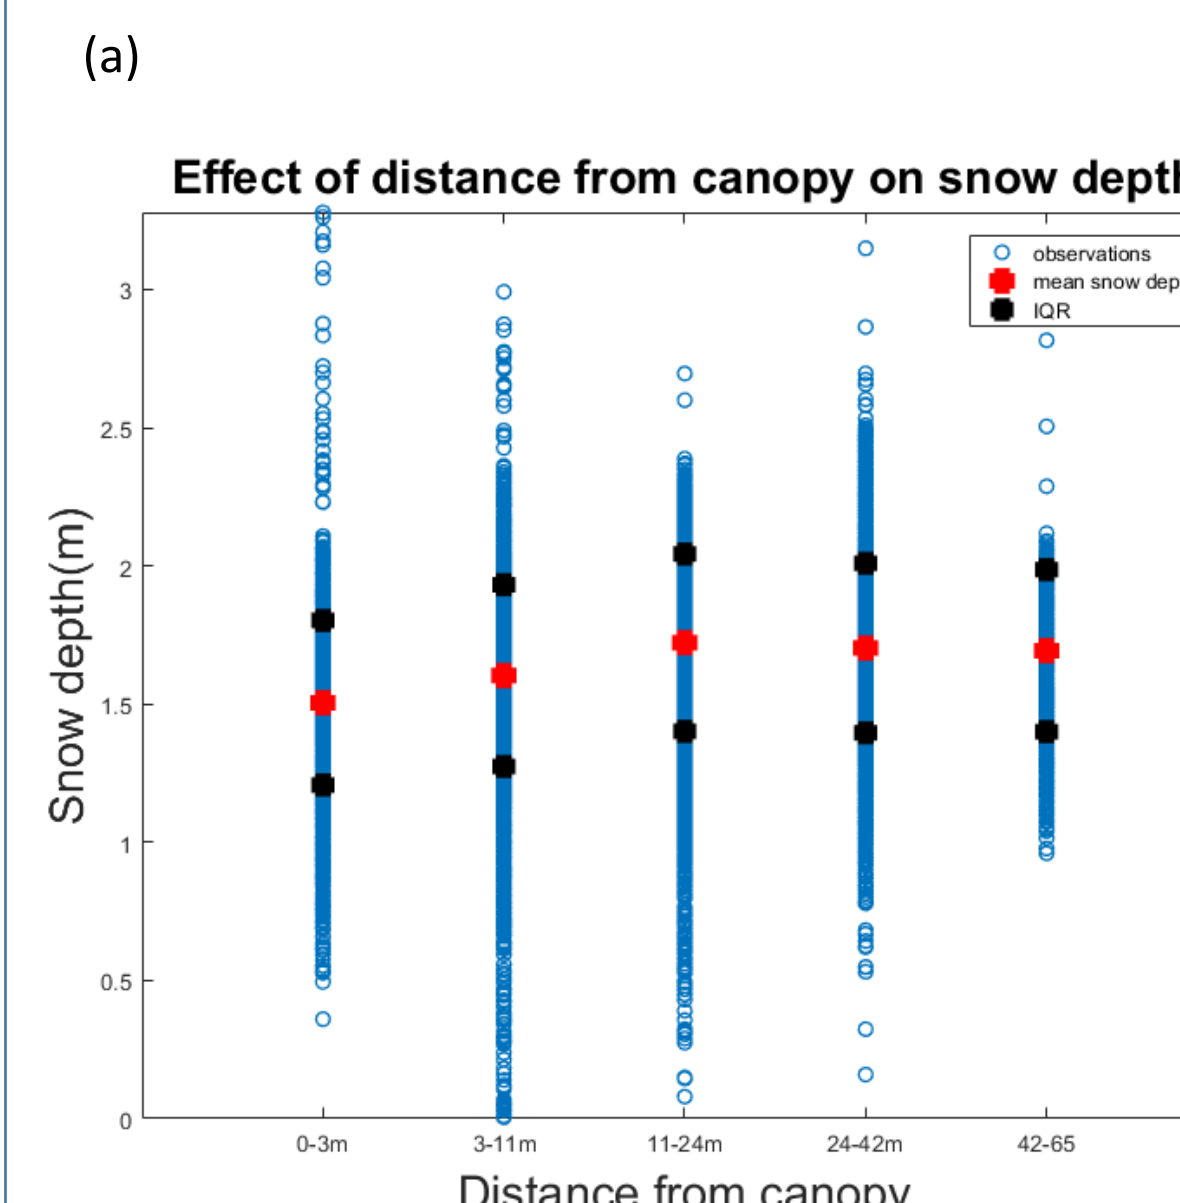 (a)
Effect of distance from canopy on snow depth
observations
mean snow dep
IQR
3
2.5
2
1.5
1
0.5
0
Snow depth(m)
0-3m
3-11m
11-24m
24-42m
42-65
Distance from canopy